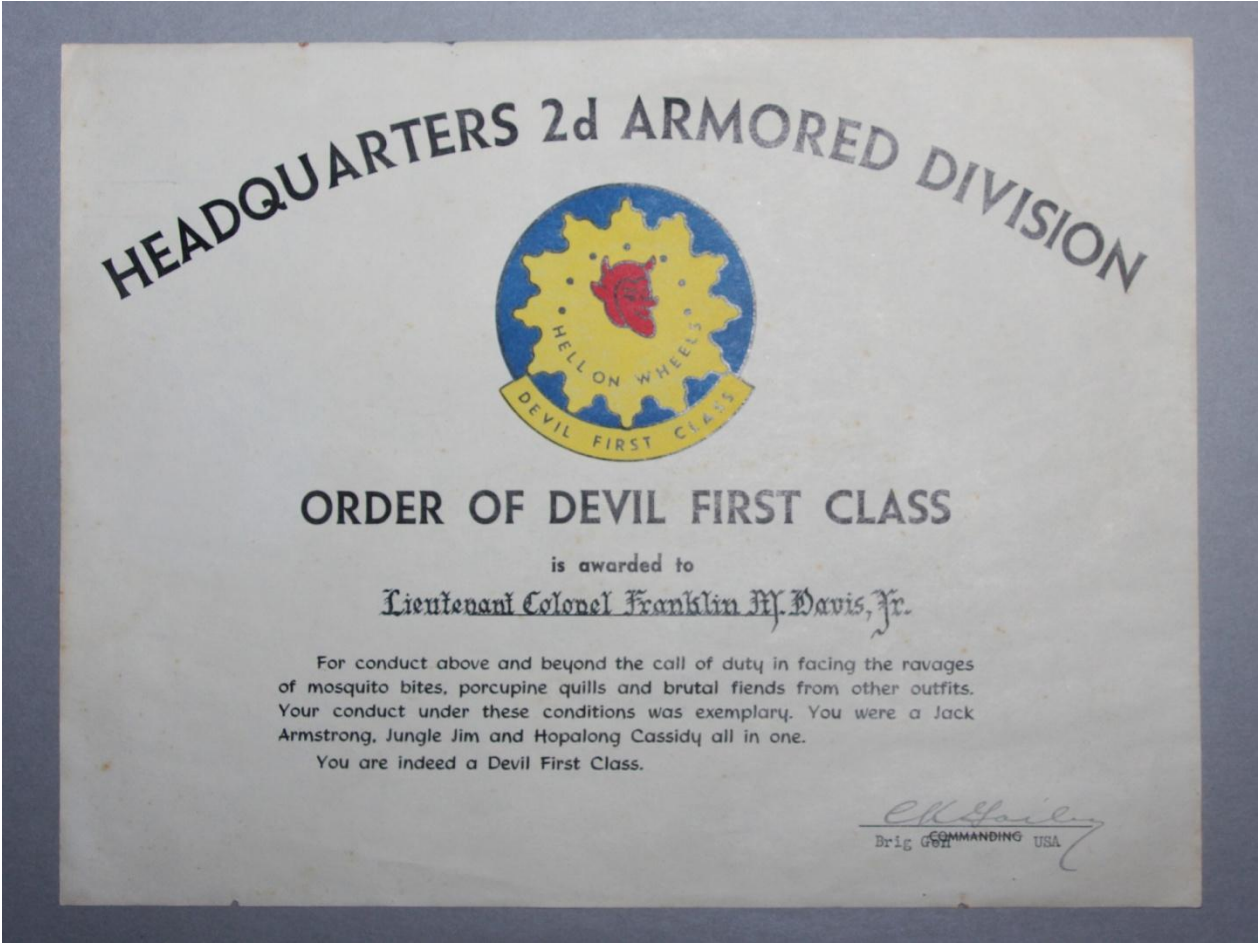 HEADQUARTERS 2d ARMORED DIVISION
HELL ON WHEELS
DEVIL FIRST CLASS
ORDER OF DEVIL FIRST CLASS
is awarded to
Lieutenant Colonel Franklin M. Davis, Jr.
For conduct above and beyond the call of duty in facing the ravages
of mosquito bites, porcupine quills and brutal fiends from other outfits.
Your conduct under these conditions was exemplary. You were a Jack
Armstrong, Jungle Jim and Hopalong Cassidy all in one.
You are indeed a Devil First Class.
Brig Gen COMMANDING USA